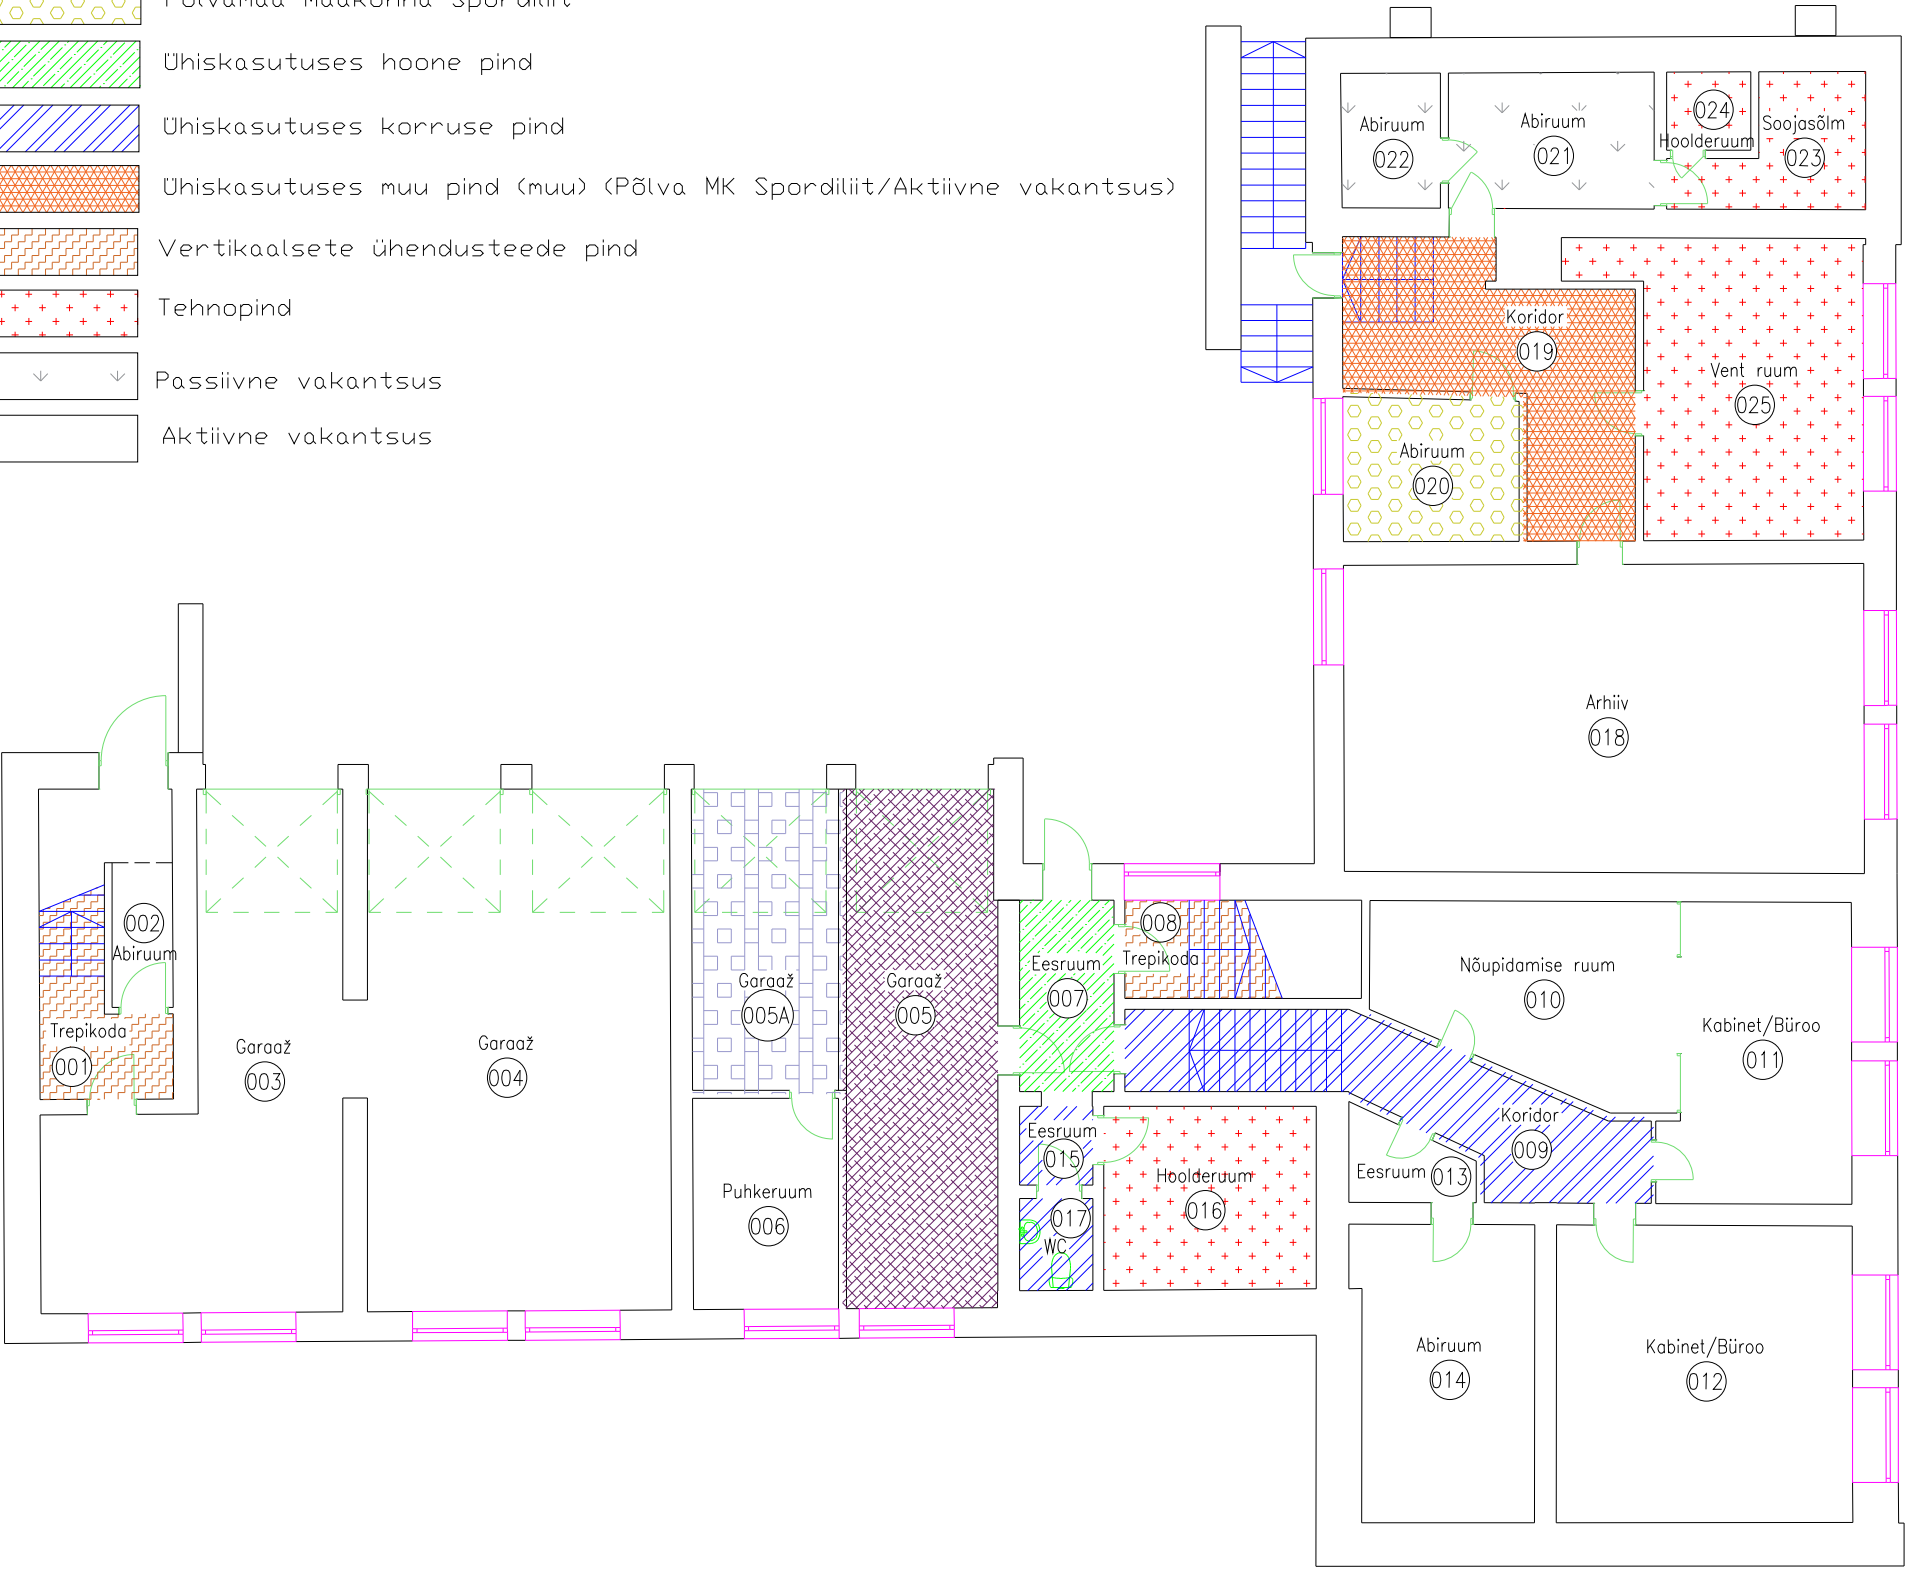 Põlvamaa Maakonna Spordiliit
Ühiskasutuses hoone pind
Ühiskasutuses korruse pind
Ühiskasutuses muu pind (muu) (Põlva MK Spordiliit/Aktiivne vakantsus)
Vertikaalsete ühendusteede pind
Tehnopind
Passiivne vakantsus
Aktiivne vakantsus
Abiruum
022
Abiruum
021
024
Hoolderuum
Soojasõlm
023
Koridor
019
Vent ruum
025
Abiruum
020
Arhiiv
018
002
Abiruum
Trepikoda
001
Garaaž
003
Garaaž
004
Garaaž
005A
Garaaž
005
Puhkeruum
006
Eesruum
007
008
Trepikoda
Nõupidamise ruum
010
Kabinet/Büroo
011
Koridor
009
Eesruum
015
Hoolderuum
016
017
WC
Eesruum 013
Abiruum
014
Kabinet/Büroo
012